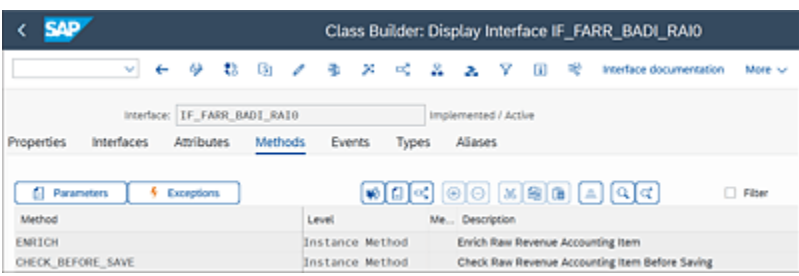 SAP Class Builder: Display Interface IF_FARR_BADI_RAI0
Interface documentation More
Interface: IF_FARR_BADI_RAI0 Implemented / Active
Properties Interfaces Attributes Methods Events Types Aliases
Parameters Exceptions Filter
Method Level Me... Description
ENRICH Instance Method Enrich Raw Revenue Accounting Item
CHECK_BEFORE_SAVE Instance Method Check Raw Revenue Accounting Item Before Saving